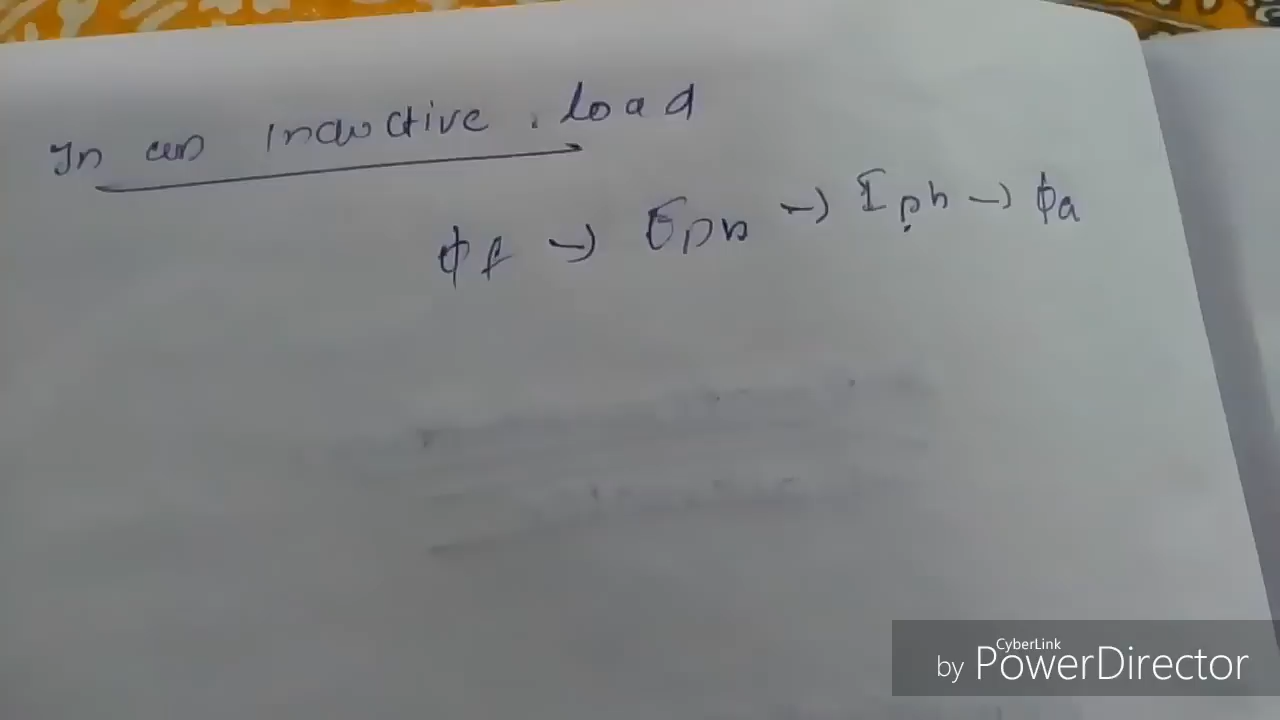 In an inductive load
ϕf → Eph → Iph → ϕa
CyberLink
by PowerDirector